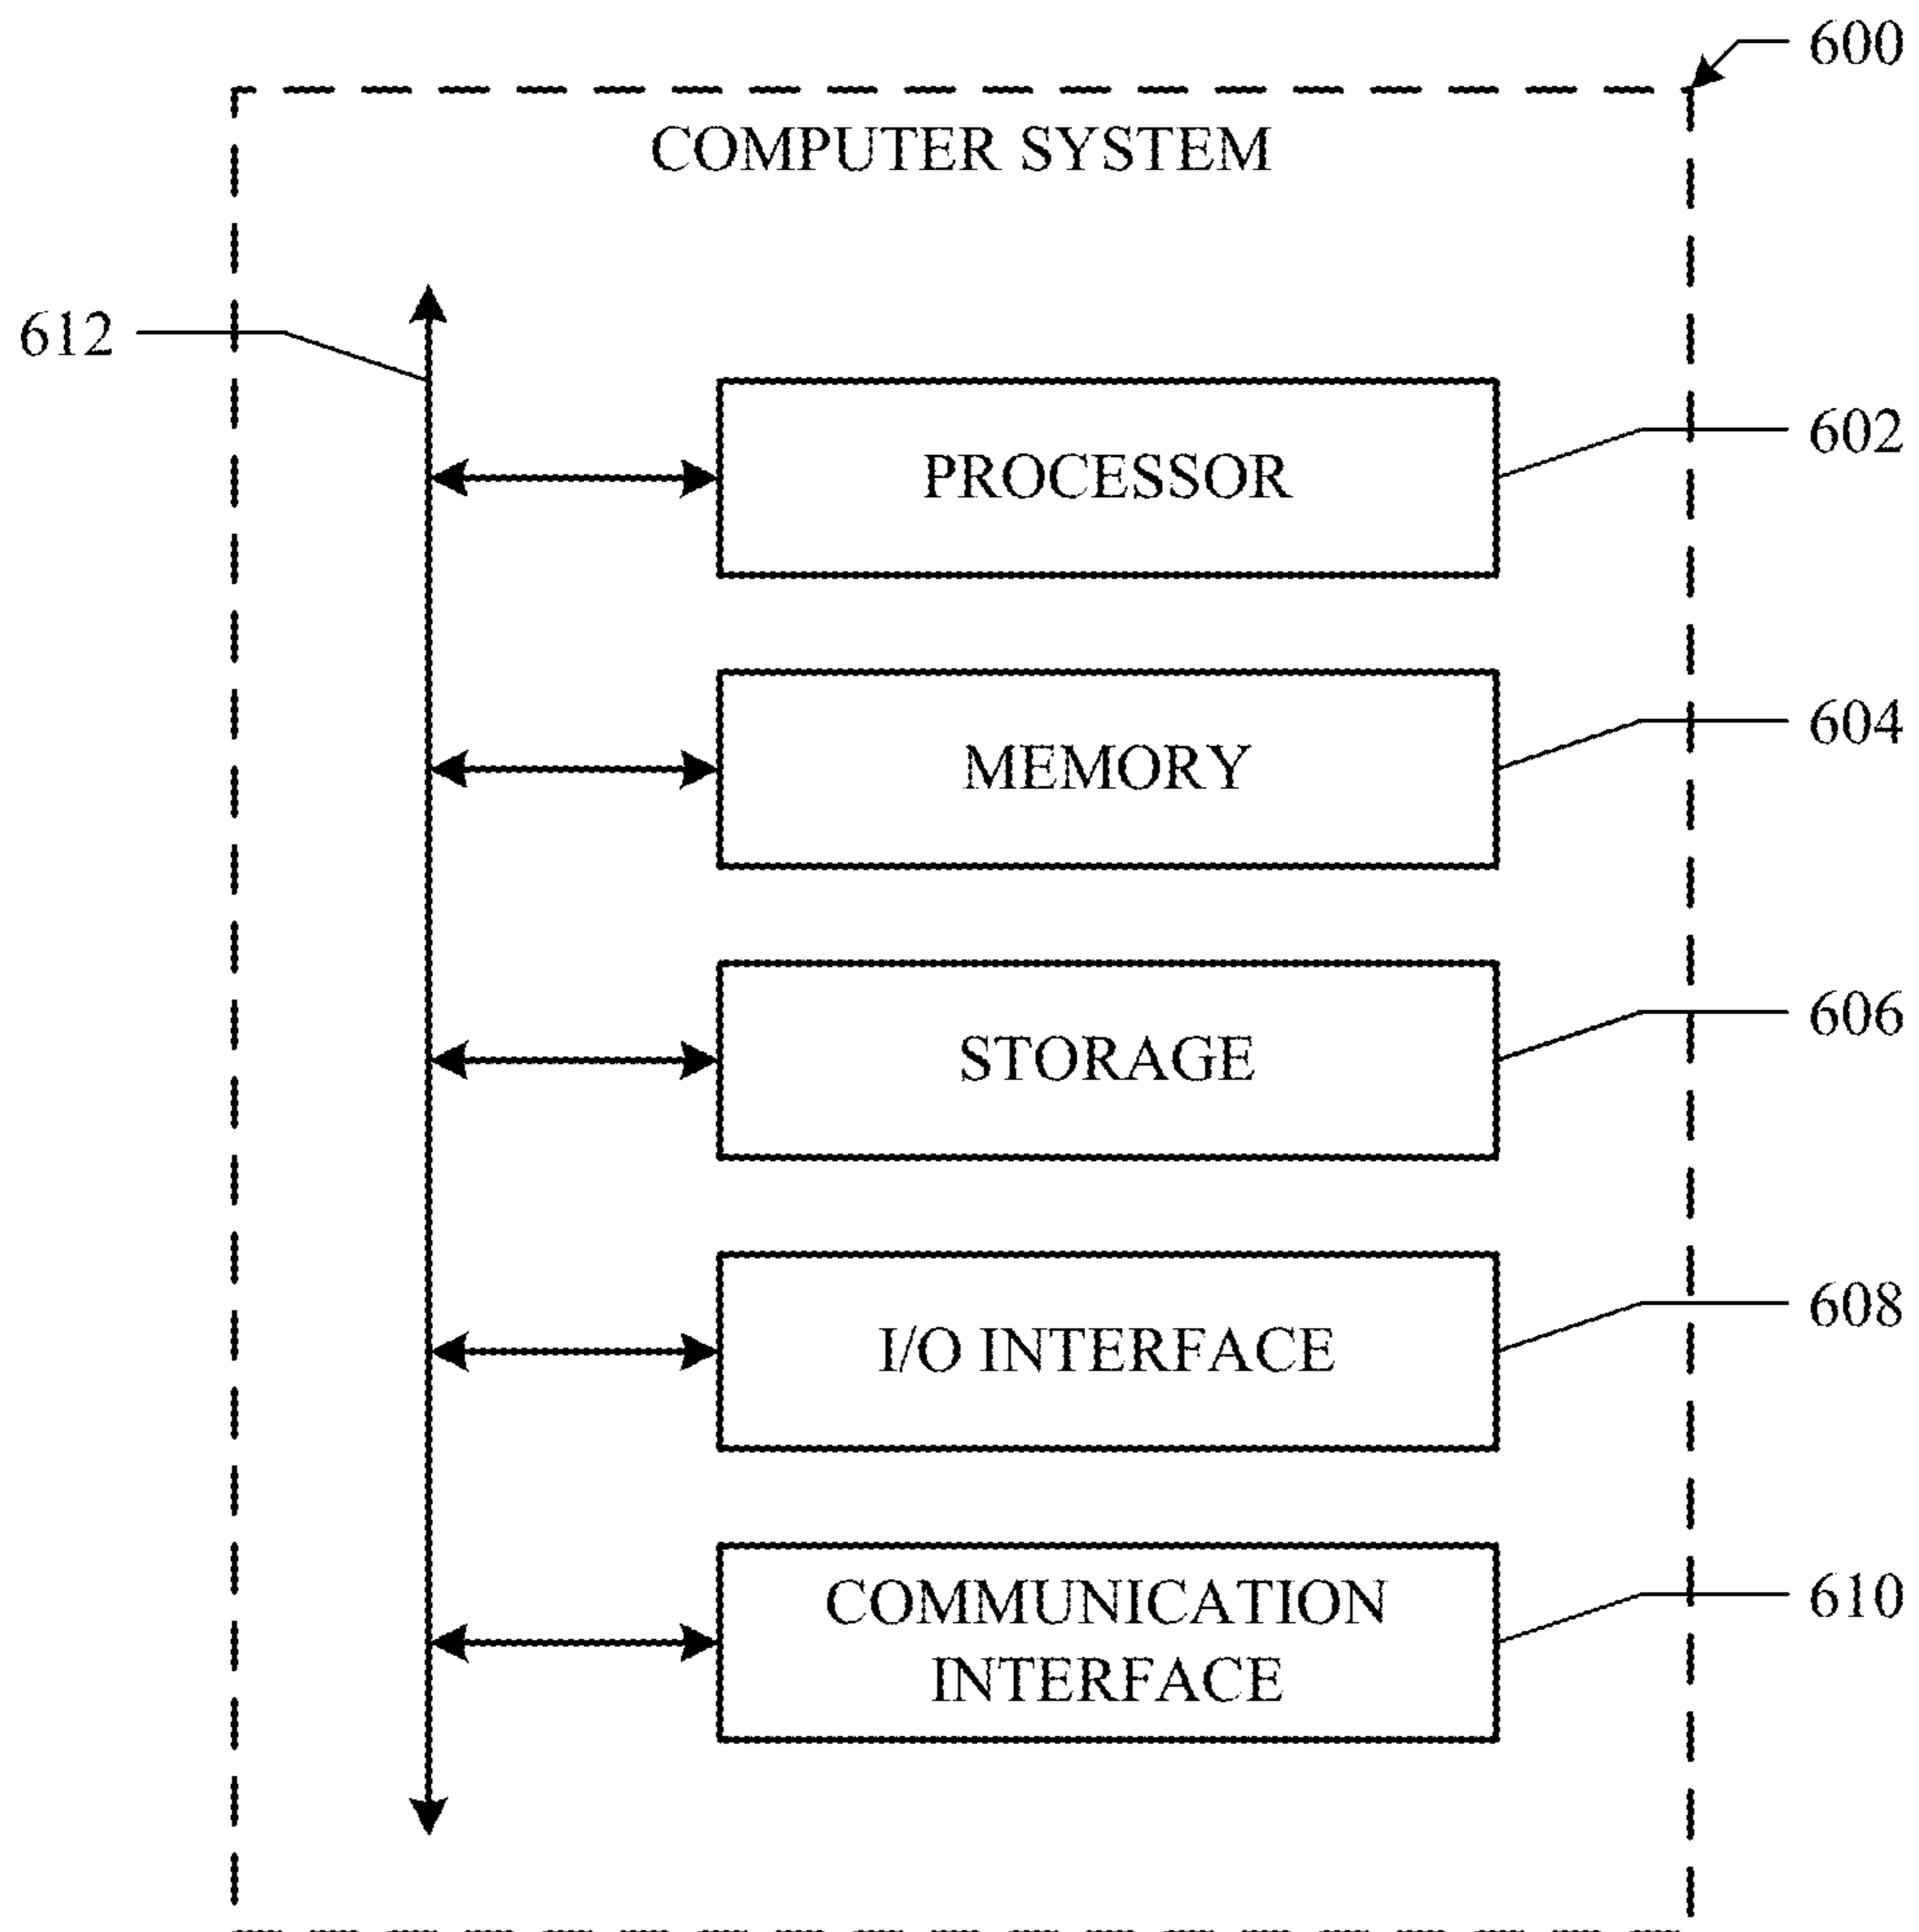 600
COMPUTER SYSTEM
612
PROCESSOR
602
MEMORY
604
STORAGE
606
I/O INTERFACE
608
COMMUNICATION
INTERFACE
610